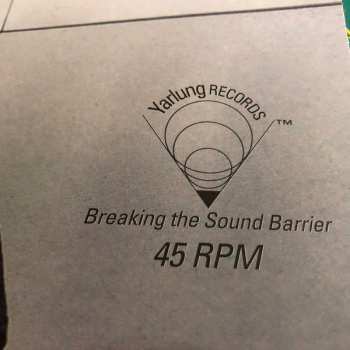 Yarlung RECORDS
™
Breaking the Sound Barrier
45 RPM